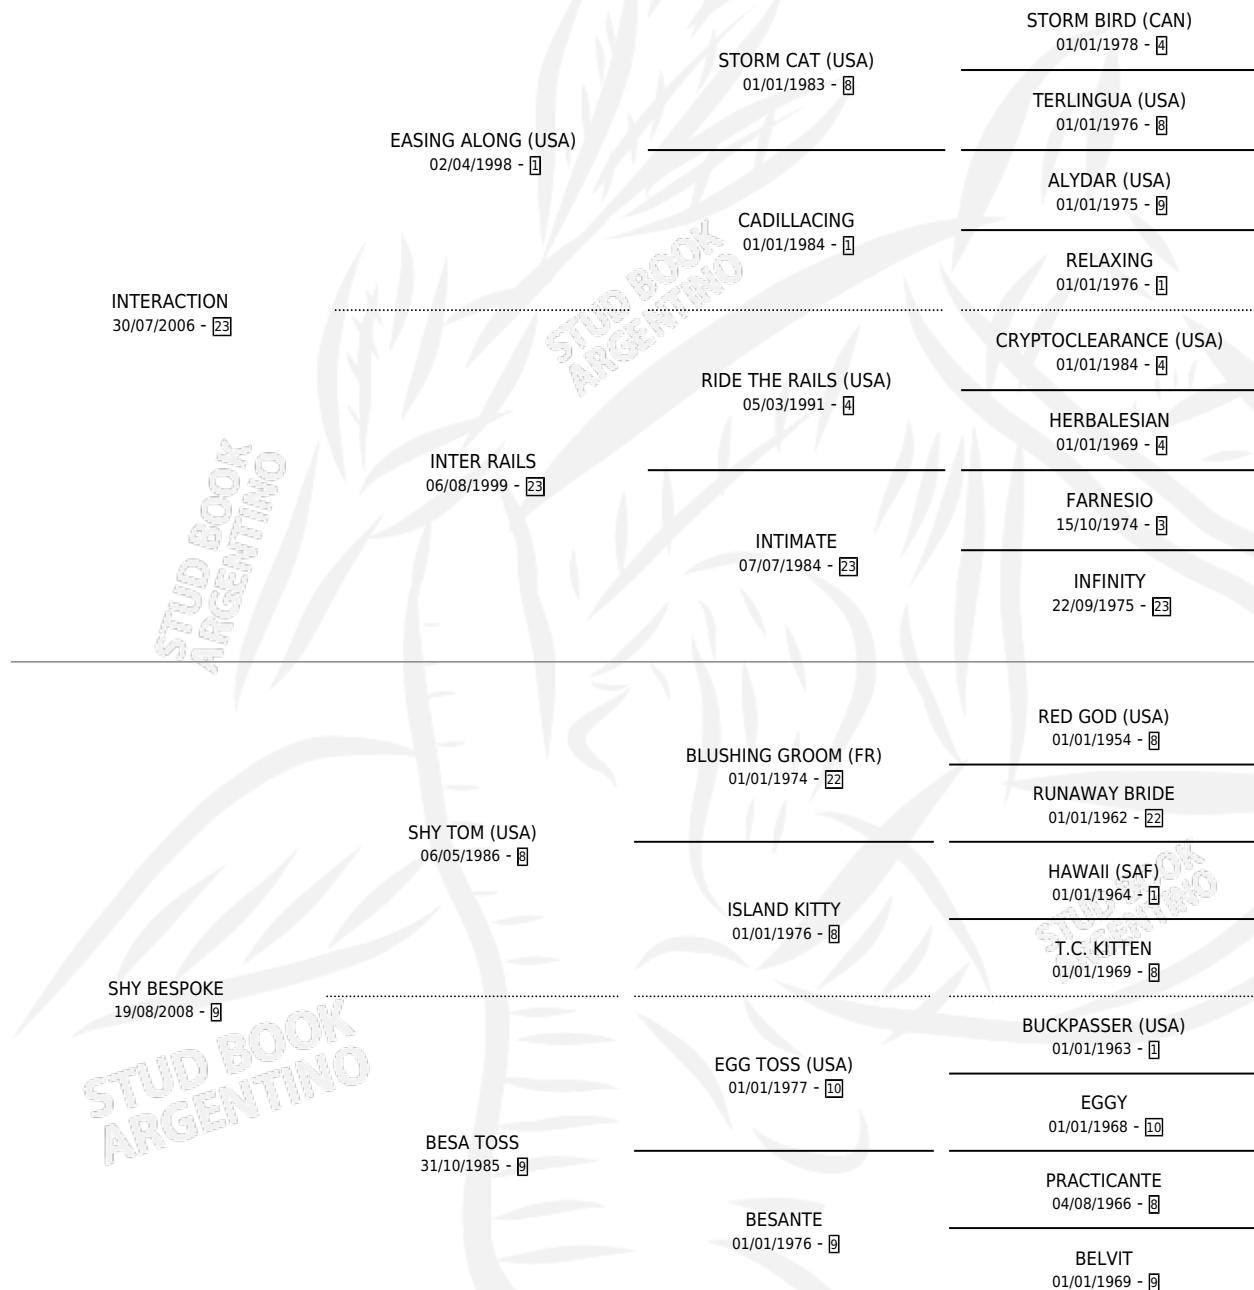 STORM BIRD (CAN)
01/01/1978 - 4
STORM CAT (USA)
01/01/1983 - 8
TERLINGUA (USA)
01/01/1976 - 8
EASING ALONG (USA)
02/04/1998 - 1
ALYDAR (USA)
01/01/1975 - 9
CADILLACING
01/01/1984 - 1
RELAXING
01/01/1976 - 1
INTERACTION
30/07/2006 - 23
STUD BOOK
ARGENTINO
CRYPTOCLEARANCE (USA)
01/01/1984 - 4
RIDE THE RAILS (USA)
05/03/1991 - 4
HERBALESIAN
01/01/1969 - 4
INTER RAILS
06/08/1999 - 23
FARNESIO
15/10/1974 - 3
INTIMATE
07/07/1984 - 23
INFINITY
22/09/1975 - 23
STUD BOOK
ARGENTINO
RED GOD (USA)
01/01/1954 - 8
BLUSHING GROOM (FR)
01/01/1974 - 22
RUNAWAY BRIDE
01/01/1962 - 22
SHY TOM (USA)
06/05/1986 - 8
HAWAII (SAF)
01/01/1964 - 1
STUD BOOK
ARGENTINO
ISLAND KITTY
01/01/1976 - 8
T.C. KITTEN
01/01/1969 - 8
SHY BESPOKE
19/08/2008 - 9
STUD BOOK
ARGENTINO
BUCKPASSER (USA)
01/01/1963 - 1
EGG TOSS (USA)
01/01/1977 - 10
EGGY
01/01/1968 - 10
BESA TOSS
31/10/1985 - 9
PRACTICANTE
04/08/1966 - 8
BESANTE
01/01/1976 - 9
BELVIT
01/01/1969 - 9